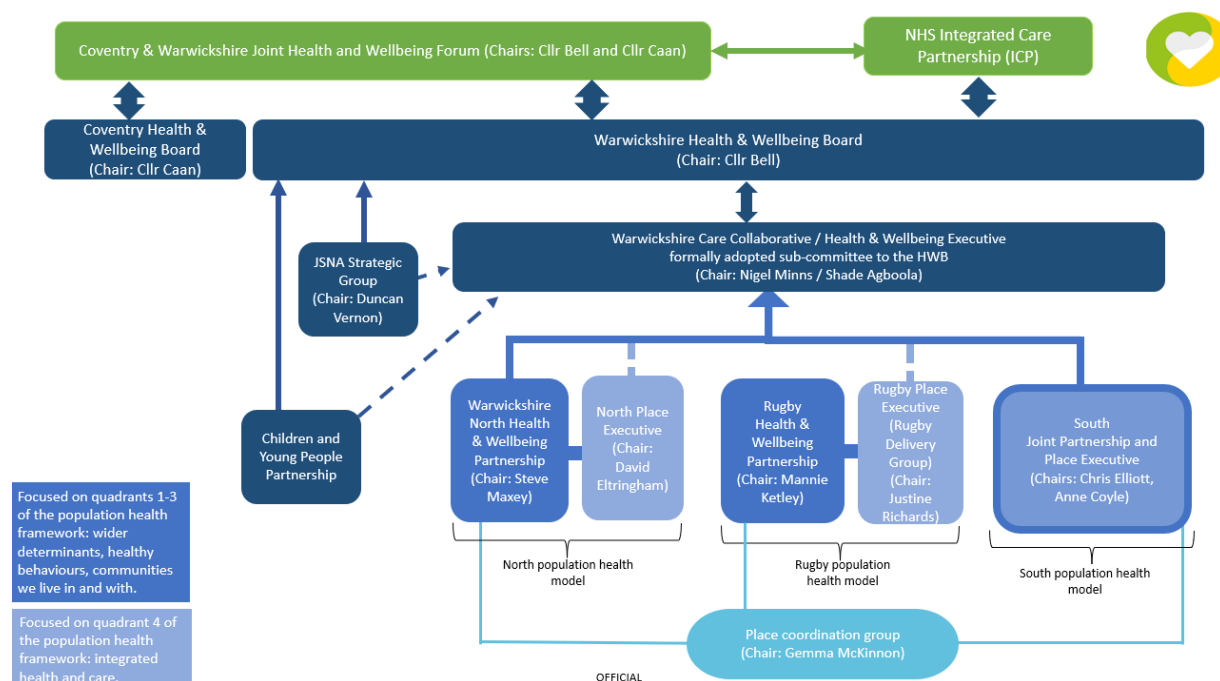 Coventry & Warwickshire Joint Health and Wellbeing Forum (Chairs: Cllr Bell and Cllr Caan)
NHS Integrated Care
Partnership (ICP)
Coventry Health &
Wellbeing Board
(Chair: Cllr Caan)
Warwickshire Health & Wellbeing Board
(Chair: Cllr Bell)
JSNA Strategic
Group
(Chair: Duncan
Vernon)
Warwickshire Care Collaborative / Health & Wellbeing Executive
formally adopted sub-committee to the HWB
(Chair: Nigel Minns / Shade Agboola)
Children and
Young People
Partnership
Warwickshire
North Health
& Wellbeing
Partnership
(Chair: Steve
Maxey)
North Place
Executive
(Chair:
David
Eltringham)
Rugby
Health &
Wellbeing
Partnership
(Chair: Mannie
Ketley)
Rugby Place
Executive
(Rugby
Delivery
Group)
(Chair:
Justine
Richards)
South
Joint Partnership and
Place Executive
(Chairs: Chris Elliott,
Anne Coyle)
North population health
model
Rugby population
health model
South population health
model
Focused on quadrants 1-3
of the population health
framework: wider
determinants, healthy
behaviours, communities
we live in and with.
Focused on quadrant 4 of
the population health
framework: integrated
health and care.
Place coordination group
(Chair: Gemma McKinnon)
OFFICIAL